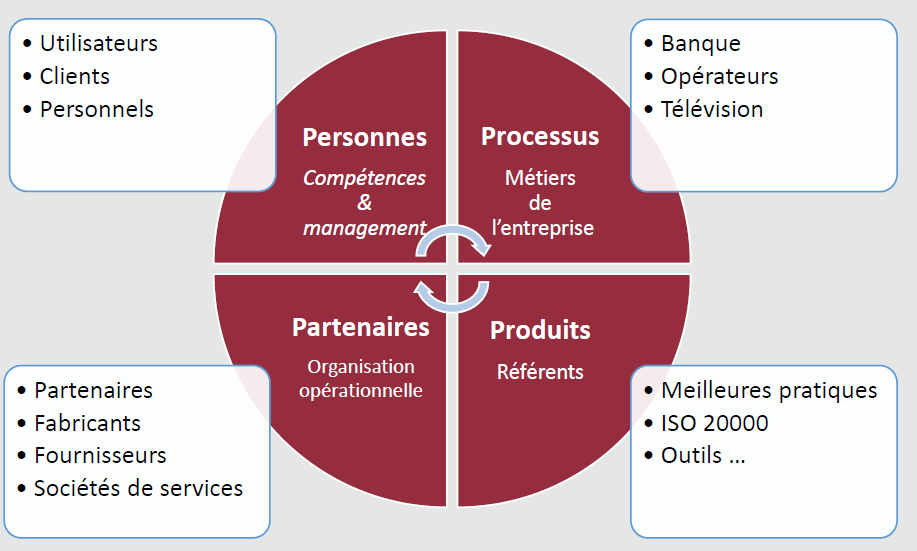 • Utilisateurs
• Clients
• Personnels
• Banque
• Opérateurs
• Télévision
Personnes
Compétences
&
management
Processus
Métiers
de
l’entreprise
Partenaires
Organisation
opérationnelle
Produits
Référents
• Partenaires
• Fabricants
• Fournisseurs
• Sociétés de services
• Meilleures pratiques
• ISO 20000
• Outils ...